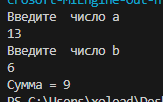 Введите  число a
13
Введите  число b
6
Сумма = 9